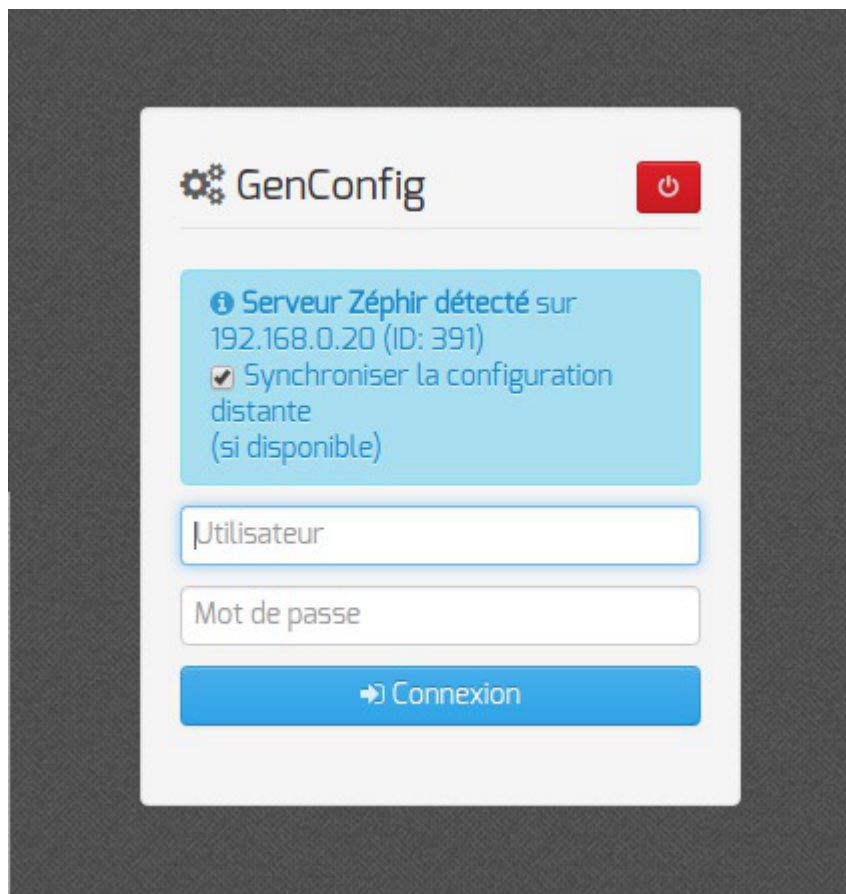 GenConfig
Serveur Zéphir détecté sur
192.168.0.20 (ID: 391)
Synchroniser la configuration
distante
(si disponible)
Utilisateur
Mot de passe
Connexion